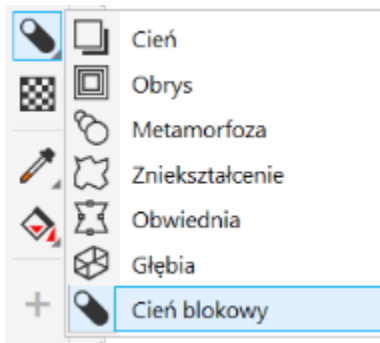 Cień
Obrys
Metamorfoza
Zniekształcenie
Obwiednia
Głębia
Cień blokowy